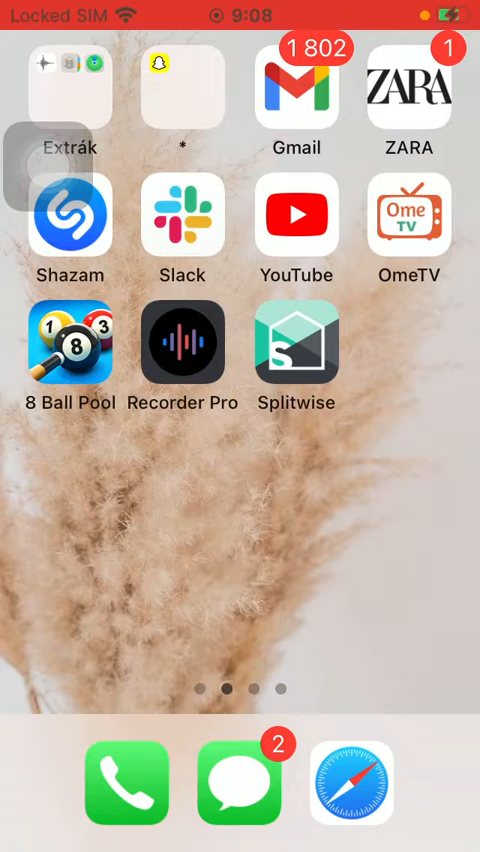 Locked SIM 9:08
1 802 1
ZARA
Extrák * Gmail ZARA
Ome
TV
Shazam Slack YouTube OmeTV
1 3
8
S
8 Ball Pool Recorder Pro Splitwise
2